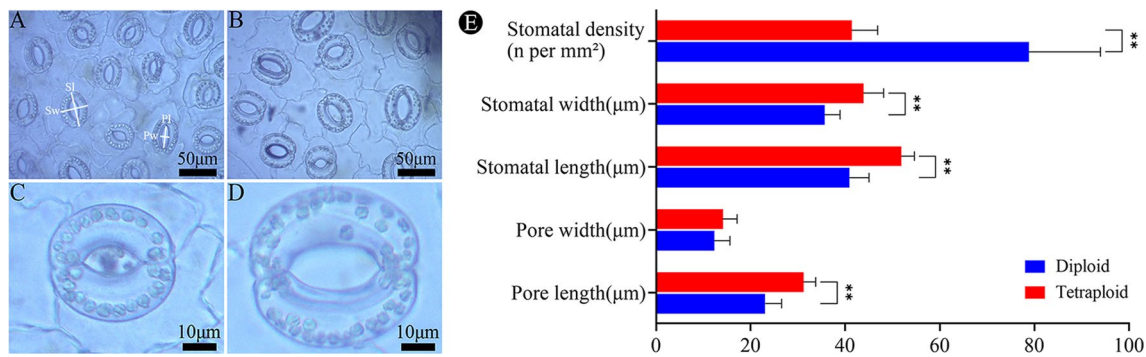 A
B
E
Sl
Sw
Pl
Pw
50μm
50μm
C
D
10μm
10μm
Stomatal density
(n per mm²)
**
Stomatal width(μm)
**
Stomatal length(μm)
**
Pore width(μm)
Pore length(μm)
**
Diploid
Tetraploid
0 20 40 60 80 100